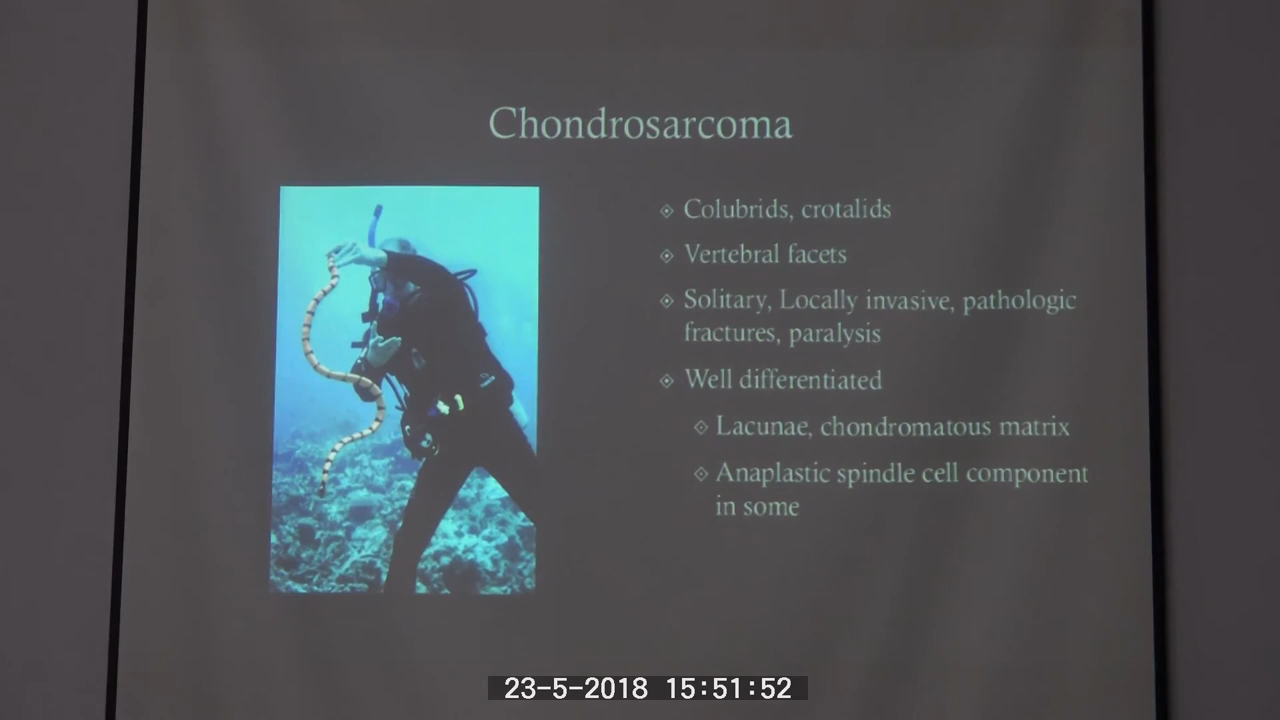 Chondrosarcoma
Colubrids, crotalids
Vertebral facets
Solitary, Locally invasive, pathologic
fractures, paralysis
Well differentiated
Lacunae, chondromatous matrix
Anaplastic spindle cell component
in some
23-5-2018 15:51:52